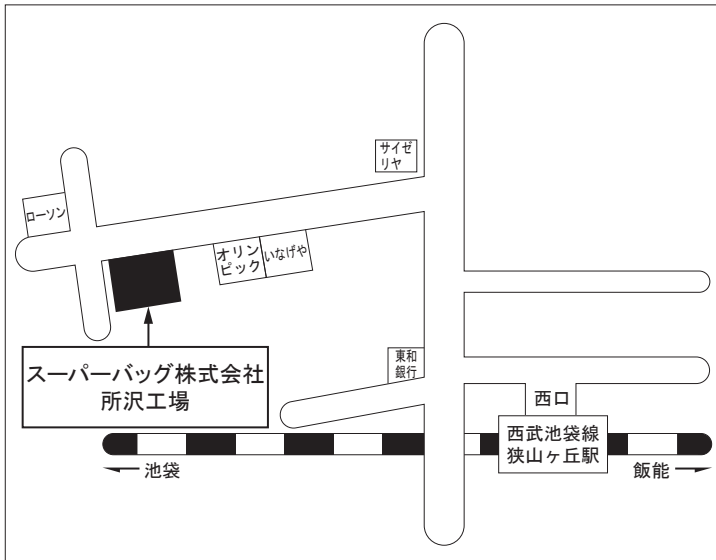 サイゼ
リヤ
ローソン
オリン
ピック
いなげや
東和
銀行
スーパーバッグ株式会社
所沢工場
西口
西武池袋線
狭山ヶ丘駅
池袋
飯能